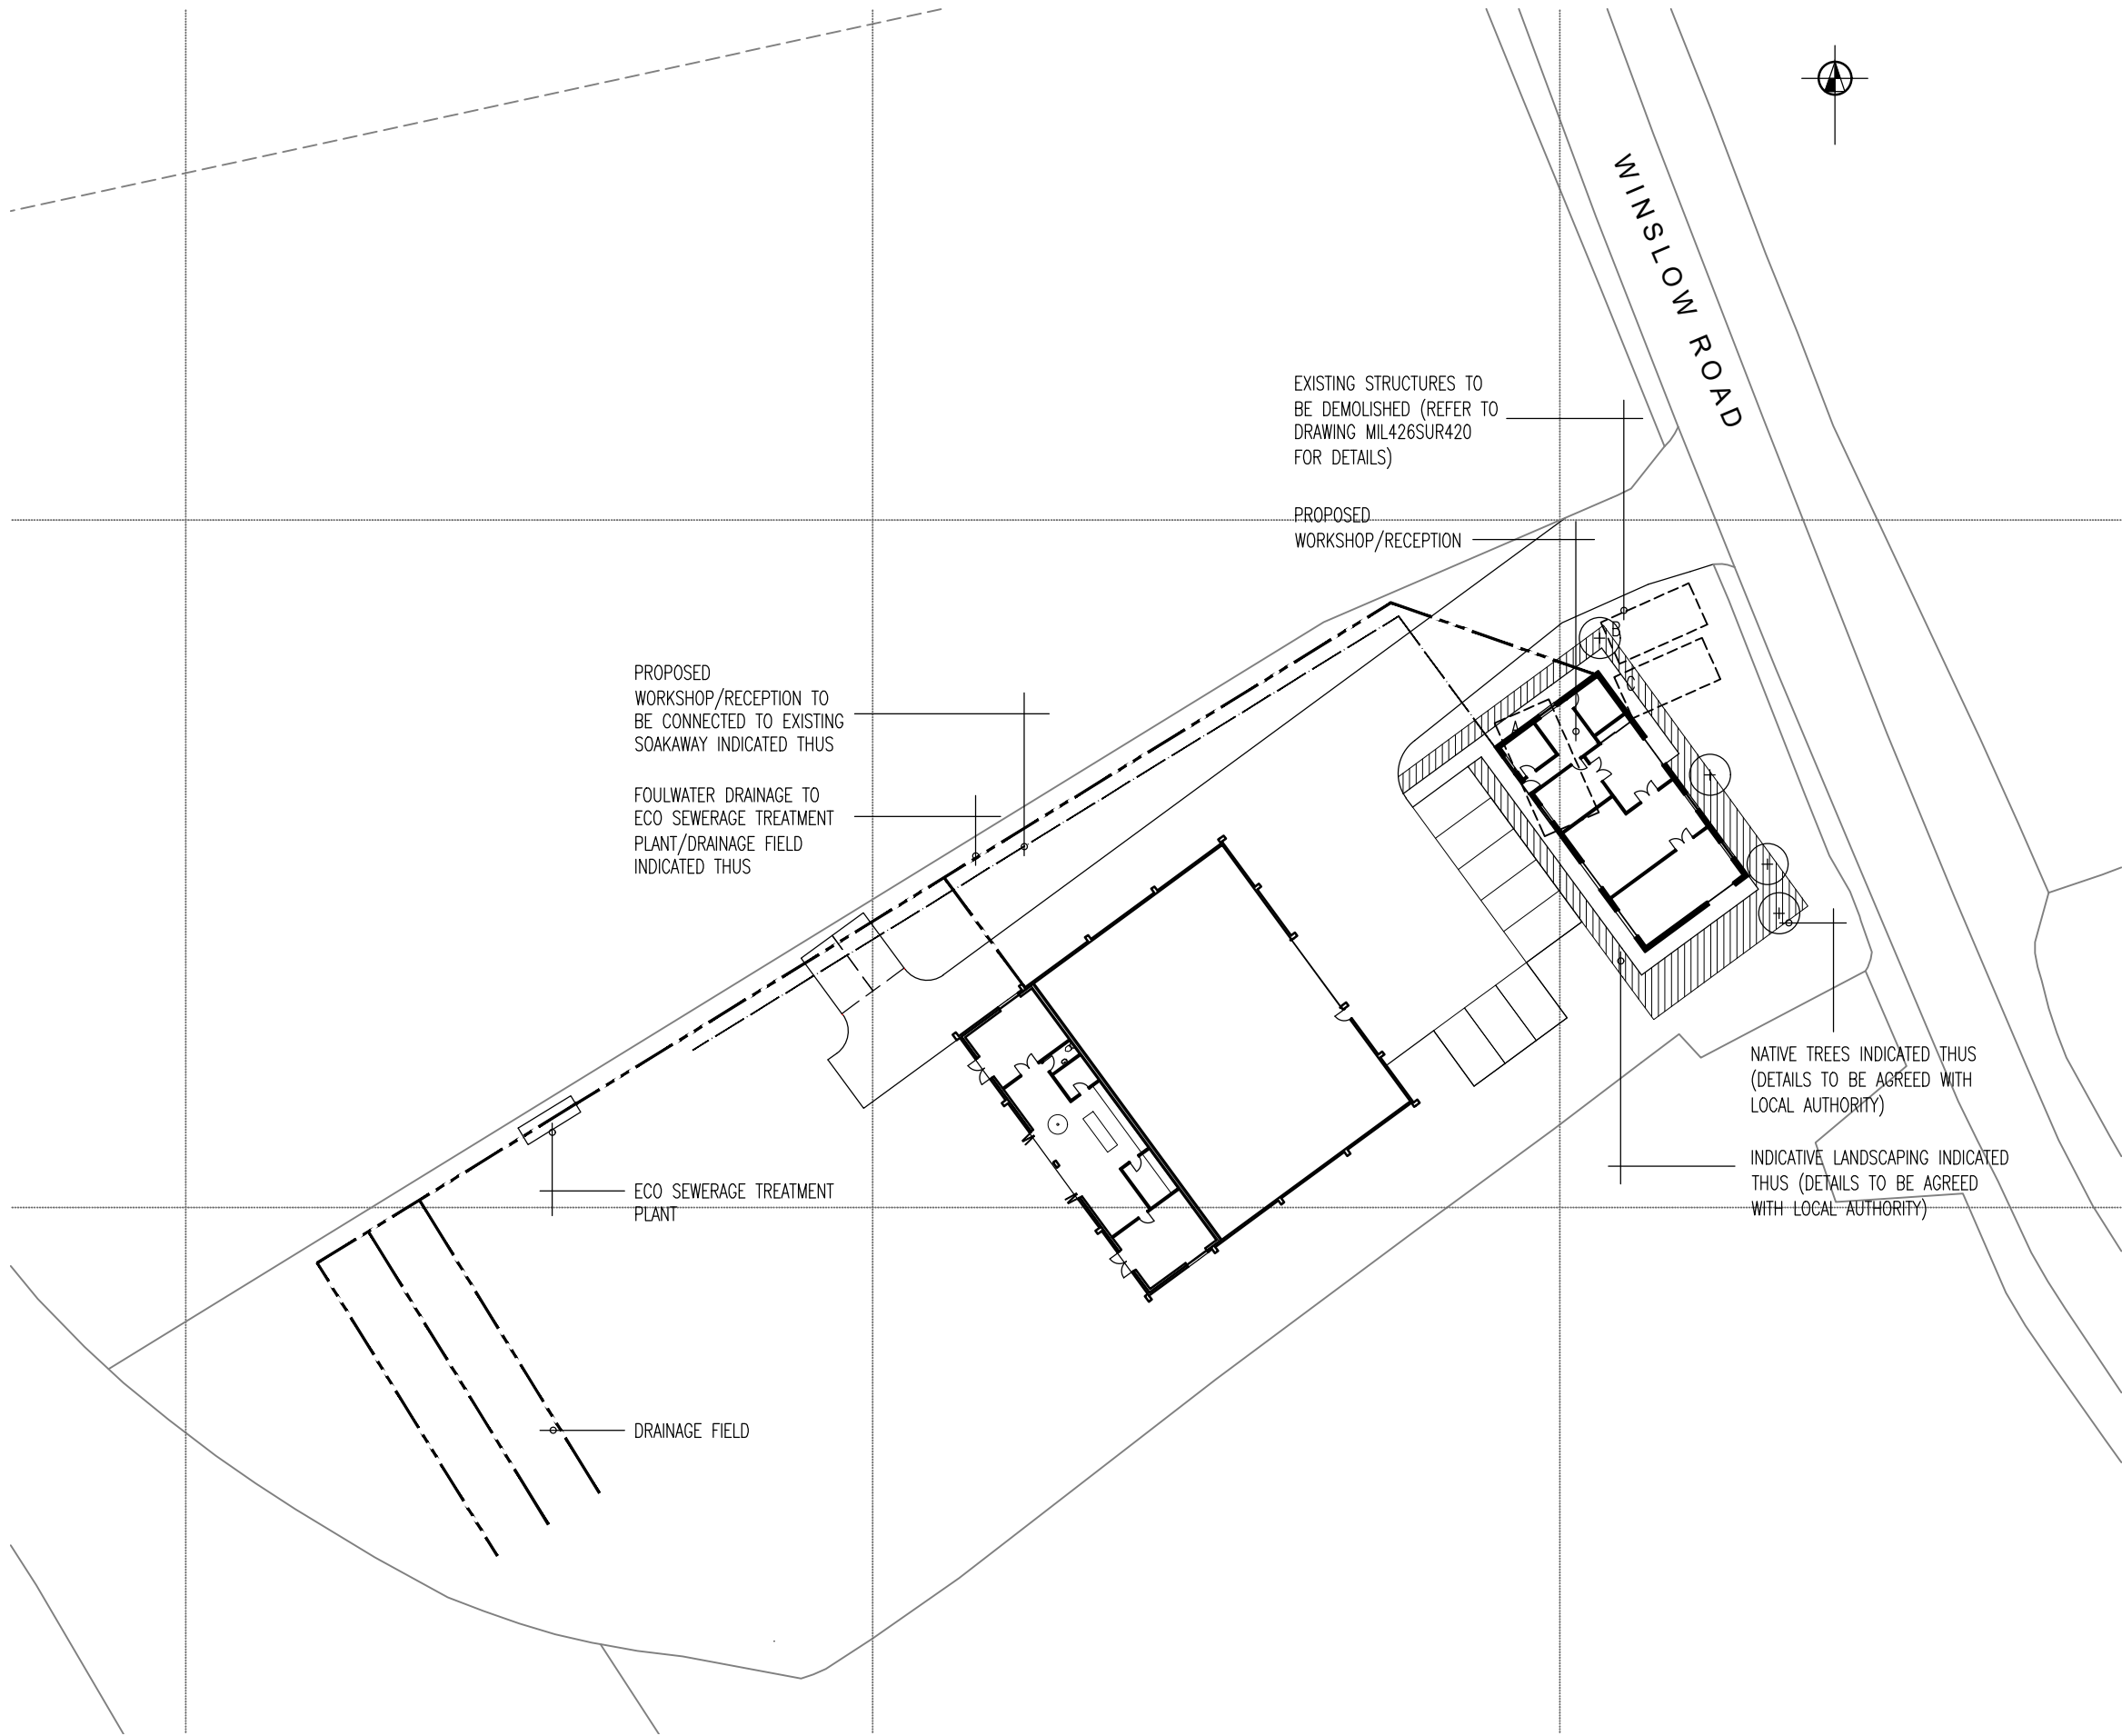 WINSLOW ROAD
EXISTING STRUCTURES TO
BE DEMOLISHED (REFER TO
DRAWING MIL426SUR420
FOR DETAILS)
PROPOSED
WORKSHOP/RECEPTION
PROPOSED
WORKSHOP/RECEPTION TO
BE CONNECTED TO EXISTING
SOAKAWAY INDICATED THUS
FOULWATER DRAINAGE TO
ECO SEWERAGE TREATMENT
PLANT/DRAINAGE FIELD
INDICATED THUS
B
C
A
NATIVE TREES INDICATED THUS
(DETAILS TO BE AGREED WITH
LOCAL AUTHORITY)
INDICATIVE LANDSCAPING INDICATED
THUS (DETAILS TO BE AGREED
WITH LOCAL AUTHORITY)
ECO SEWERAGE TREATMENT
PLANT
DRAINAGE FIELD